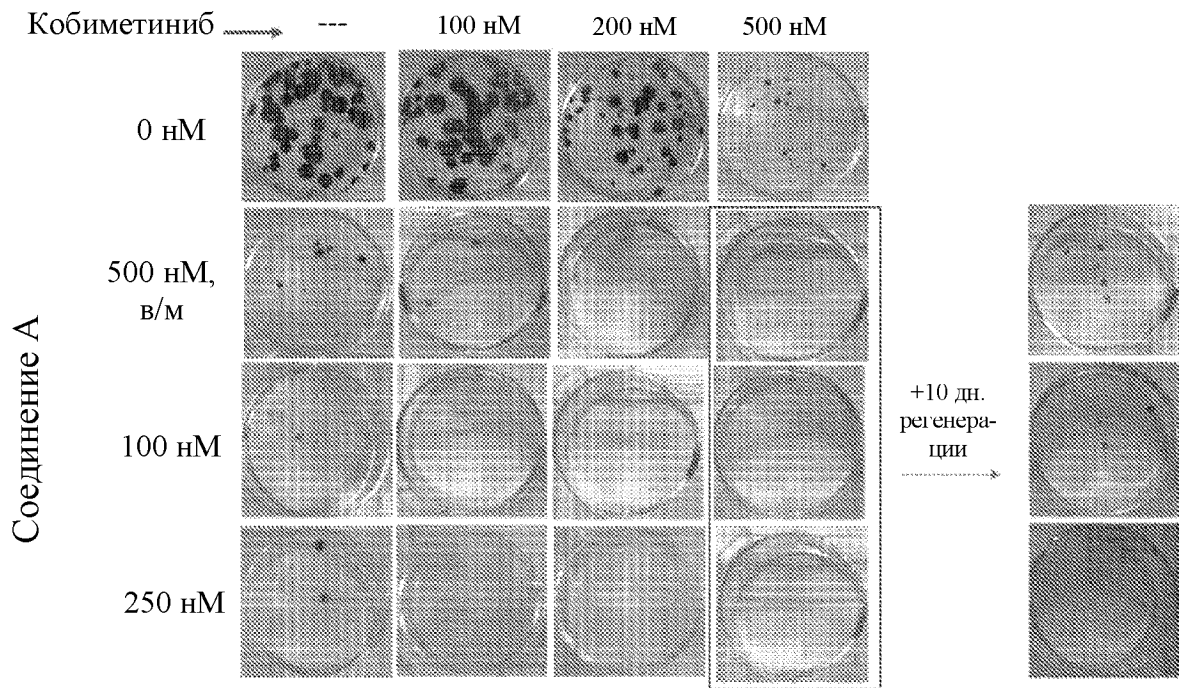 Кобиметиниб --- 100 нМ 200 нМ 500 нМ
0 нМ
500 нМ,
в/м
100 нМ
250 нМ
Соединение А
+10 дн.
регенера-
ции